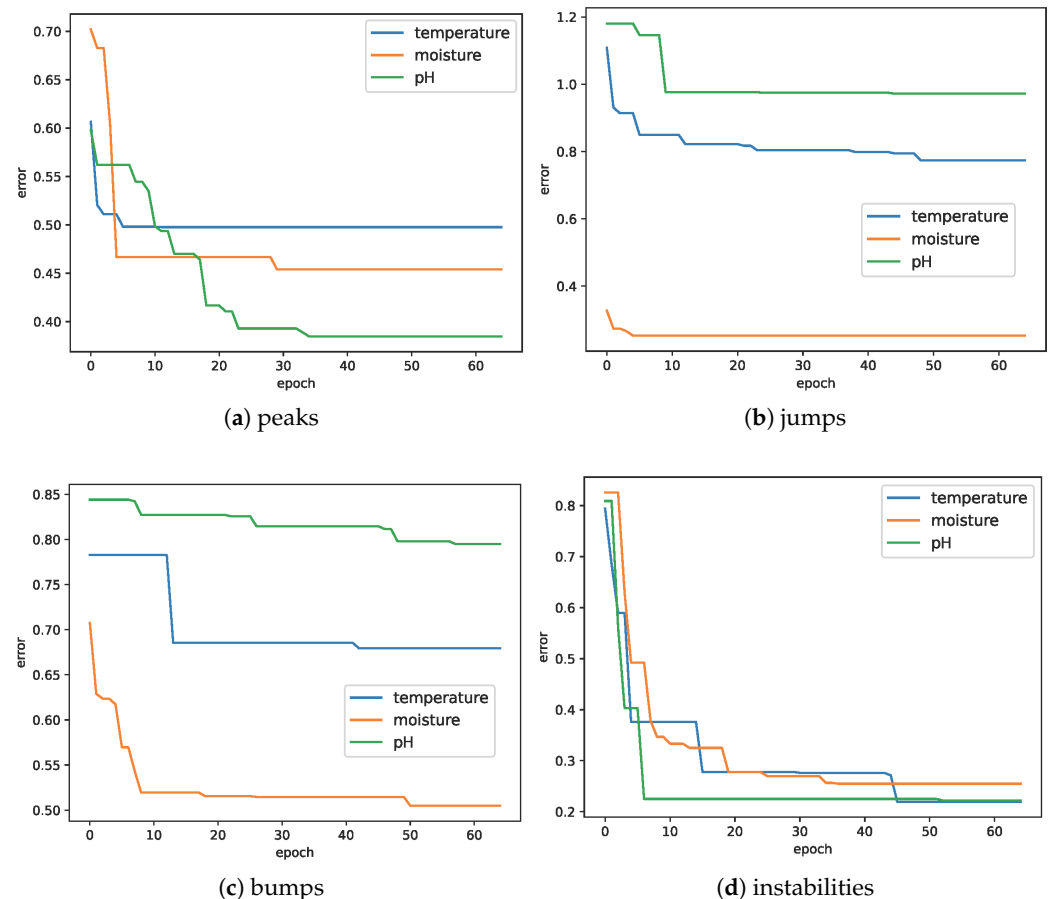 0.70
0.65
0.60
0.55
0.50
0.45
0.40
error
temperature
moisture
pH
0 10 20 30 40 50 60
epoch
(a) peaks
1.2
1.0
0.8
0.6
0.4
error
temperature
moisture
pH
0 10 20 30 40 50 60
epoch
(b) jumps
0.85
0.80
0.75
0.70
0.65
0.60
0.55
0.50
error
temperature
moisture
pH
0 10 20 30 40 50 60
epoch
(c) bumps
0.8
0.7
0.6
0.5
0.4
0.3
0.2
error
temperature
moisture
pH
0 10 20 30 40 50 60
epoch
(d) instabilities